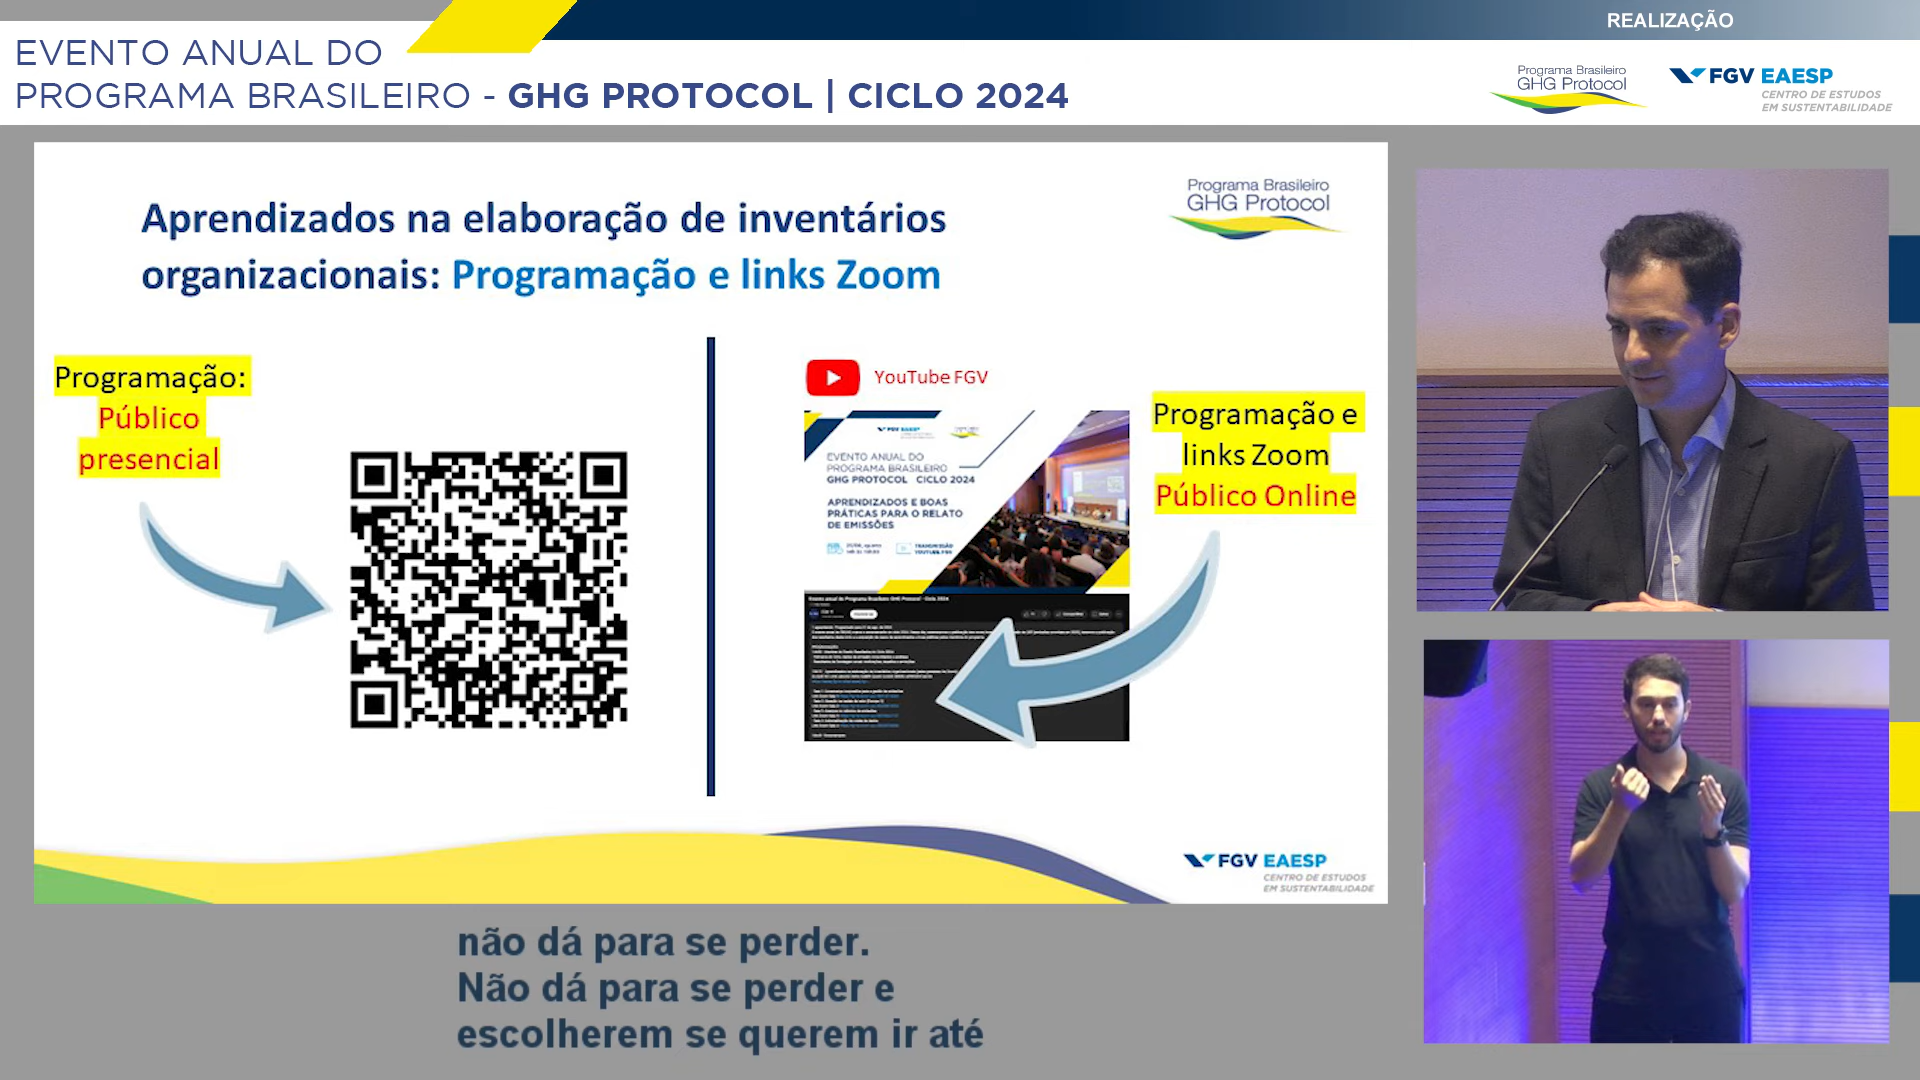 REALIZAÇÃO
EVENTO ANUAL DO
PROGRAMA BRASILEIRO - GHG PROTOCOL | CICLO 2024
Programa Brasileiro
GHG Protocol
FGV EAESP
CENTRO DE ESTUDOS
EM SUSTENTABILIDADE
Aprendizados na elaboração de inventários
organizacionais: Programação e links Zoom
Programa Brasileiro
GHG Protocol
Programação:
Público
presencial
YouTube FGV
EVENTO ANUAL DO
PROGRAMA BRASILEIRO
GHG PROTOCOL CICLO 2024
APRENDIZADOS E BOAS
PRÁTICAS PARA O RELATO
DE EMISSÕES
TRANSMISSÃO
YOUTUBE FGV
Programação e
links Zoom
Público Online
FGV EAESP
CENTRO DE ESTUDOS
EM SUSTENTABILIDADE
não dá para se perder.
Não dá para se perder e
escolherem se querem ir até